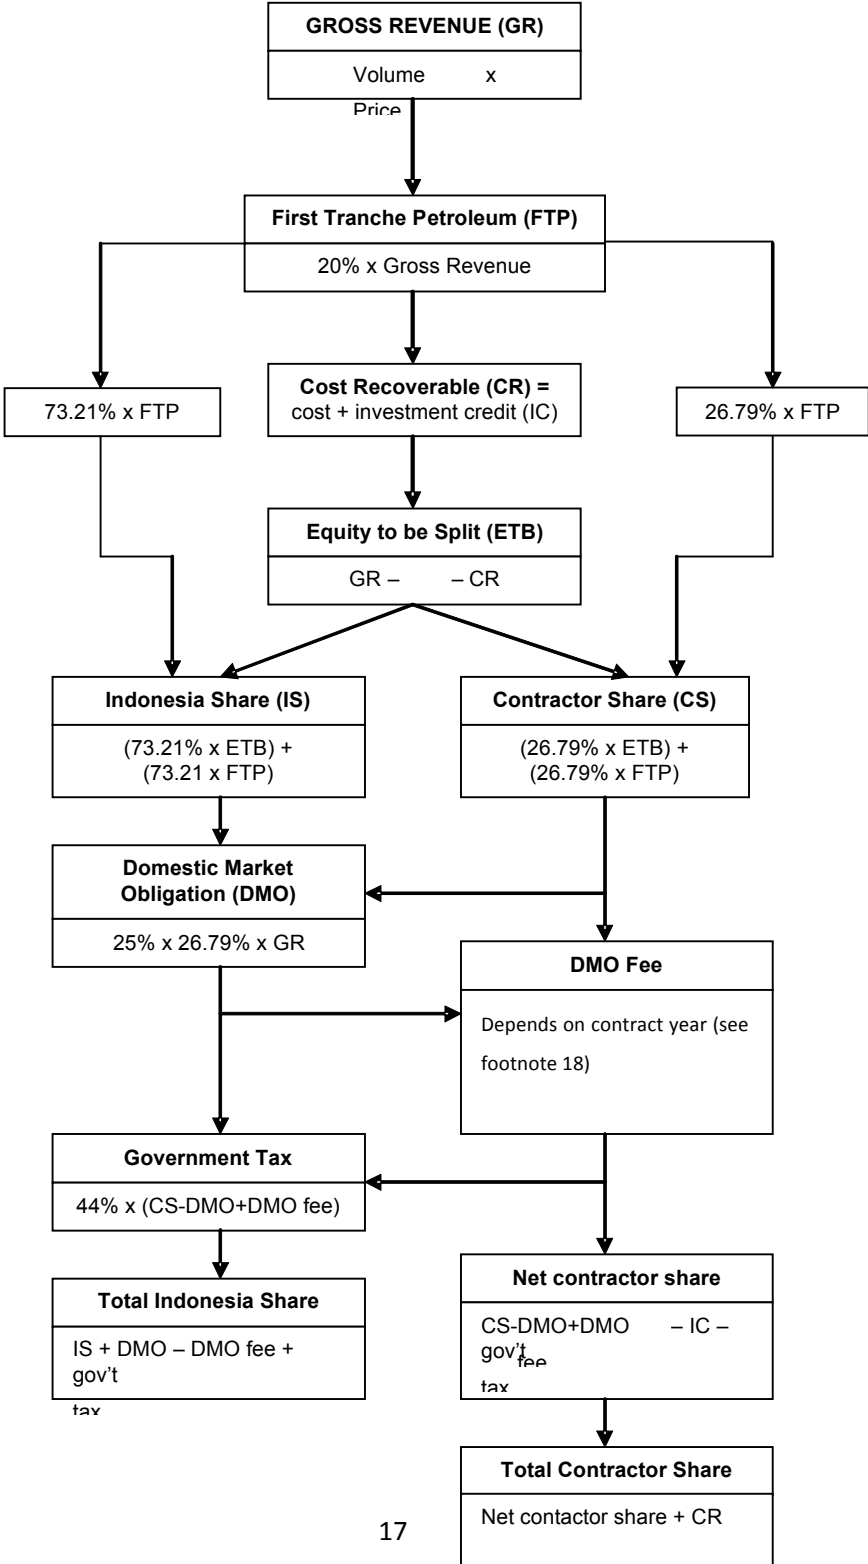 GROSS REVENUE (GR)
Volume x
Price
First Tranche Petroleum (FTP)
20% x Gross Revenue
73.21% x FTP
Cost Recoverable (CR) =
cost + investment credit (IC)
26.79% x FTP
Equity to be Split (ETB)
GR – – CR
Indonesia Share (IS)
(73.21% x ETB) +
(73.21 x FTP)
Contractor Share (CS)
(26.79% x ETB) +
(26.79% x FTP)
Domestic Market
Obligation (DMO)
25% x 26.79% x GR
DMO Fee
Depends on contract year (see
footnote 18)
Government Tax
44% x (CS-DMO+DMO fee)
Total Indonesia Share
IS + DMO – DMO fee +
gov’t
tax
Net contractor share
CS-DMO+DMO – IC –
gov’t
fee
tax
Total Contractor Share
Net contactor share + CR
17